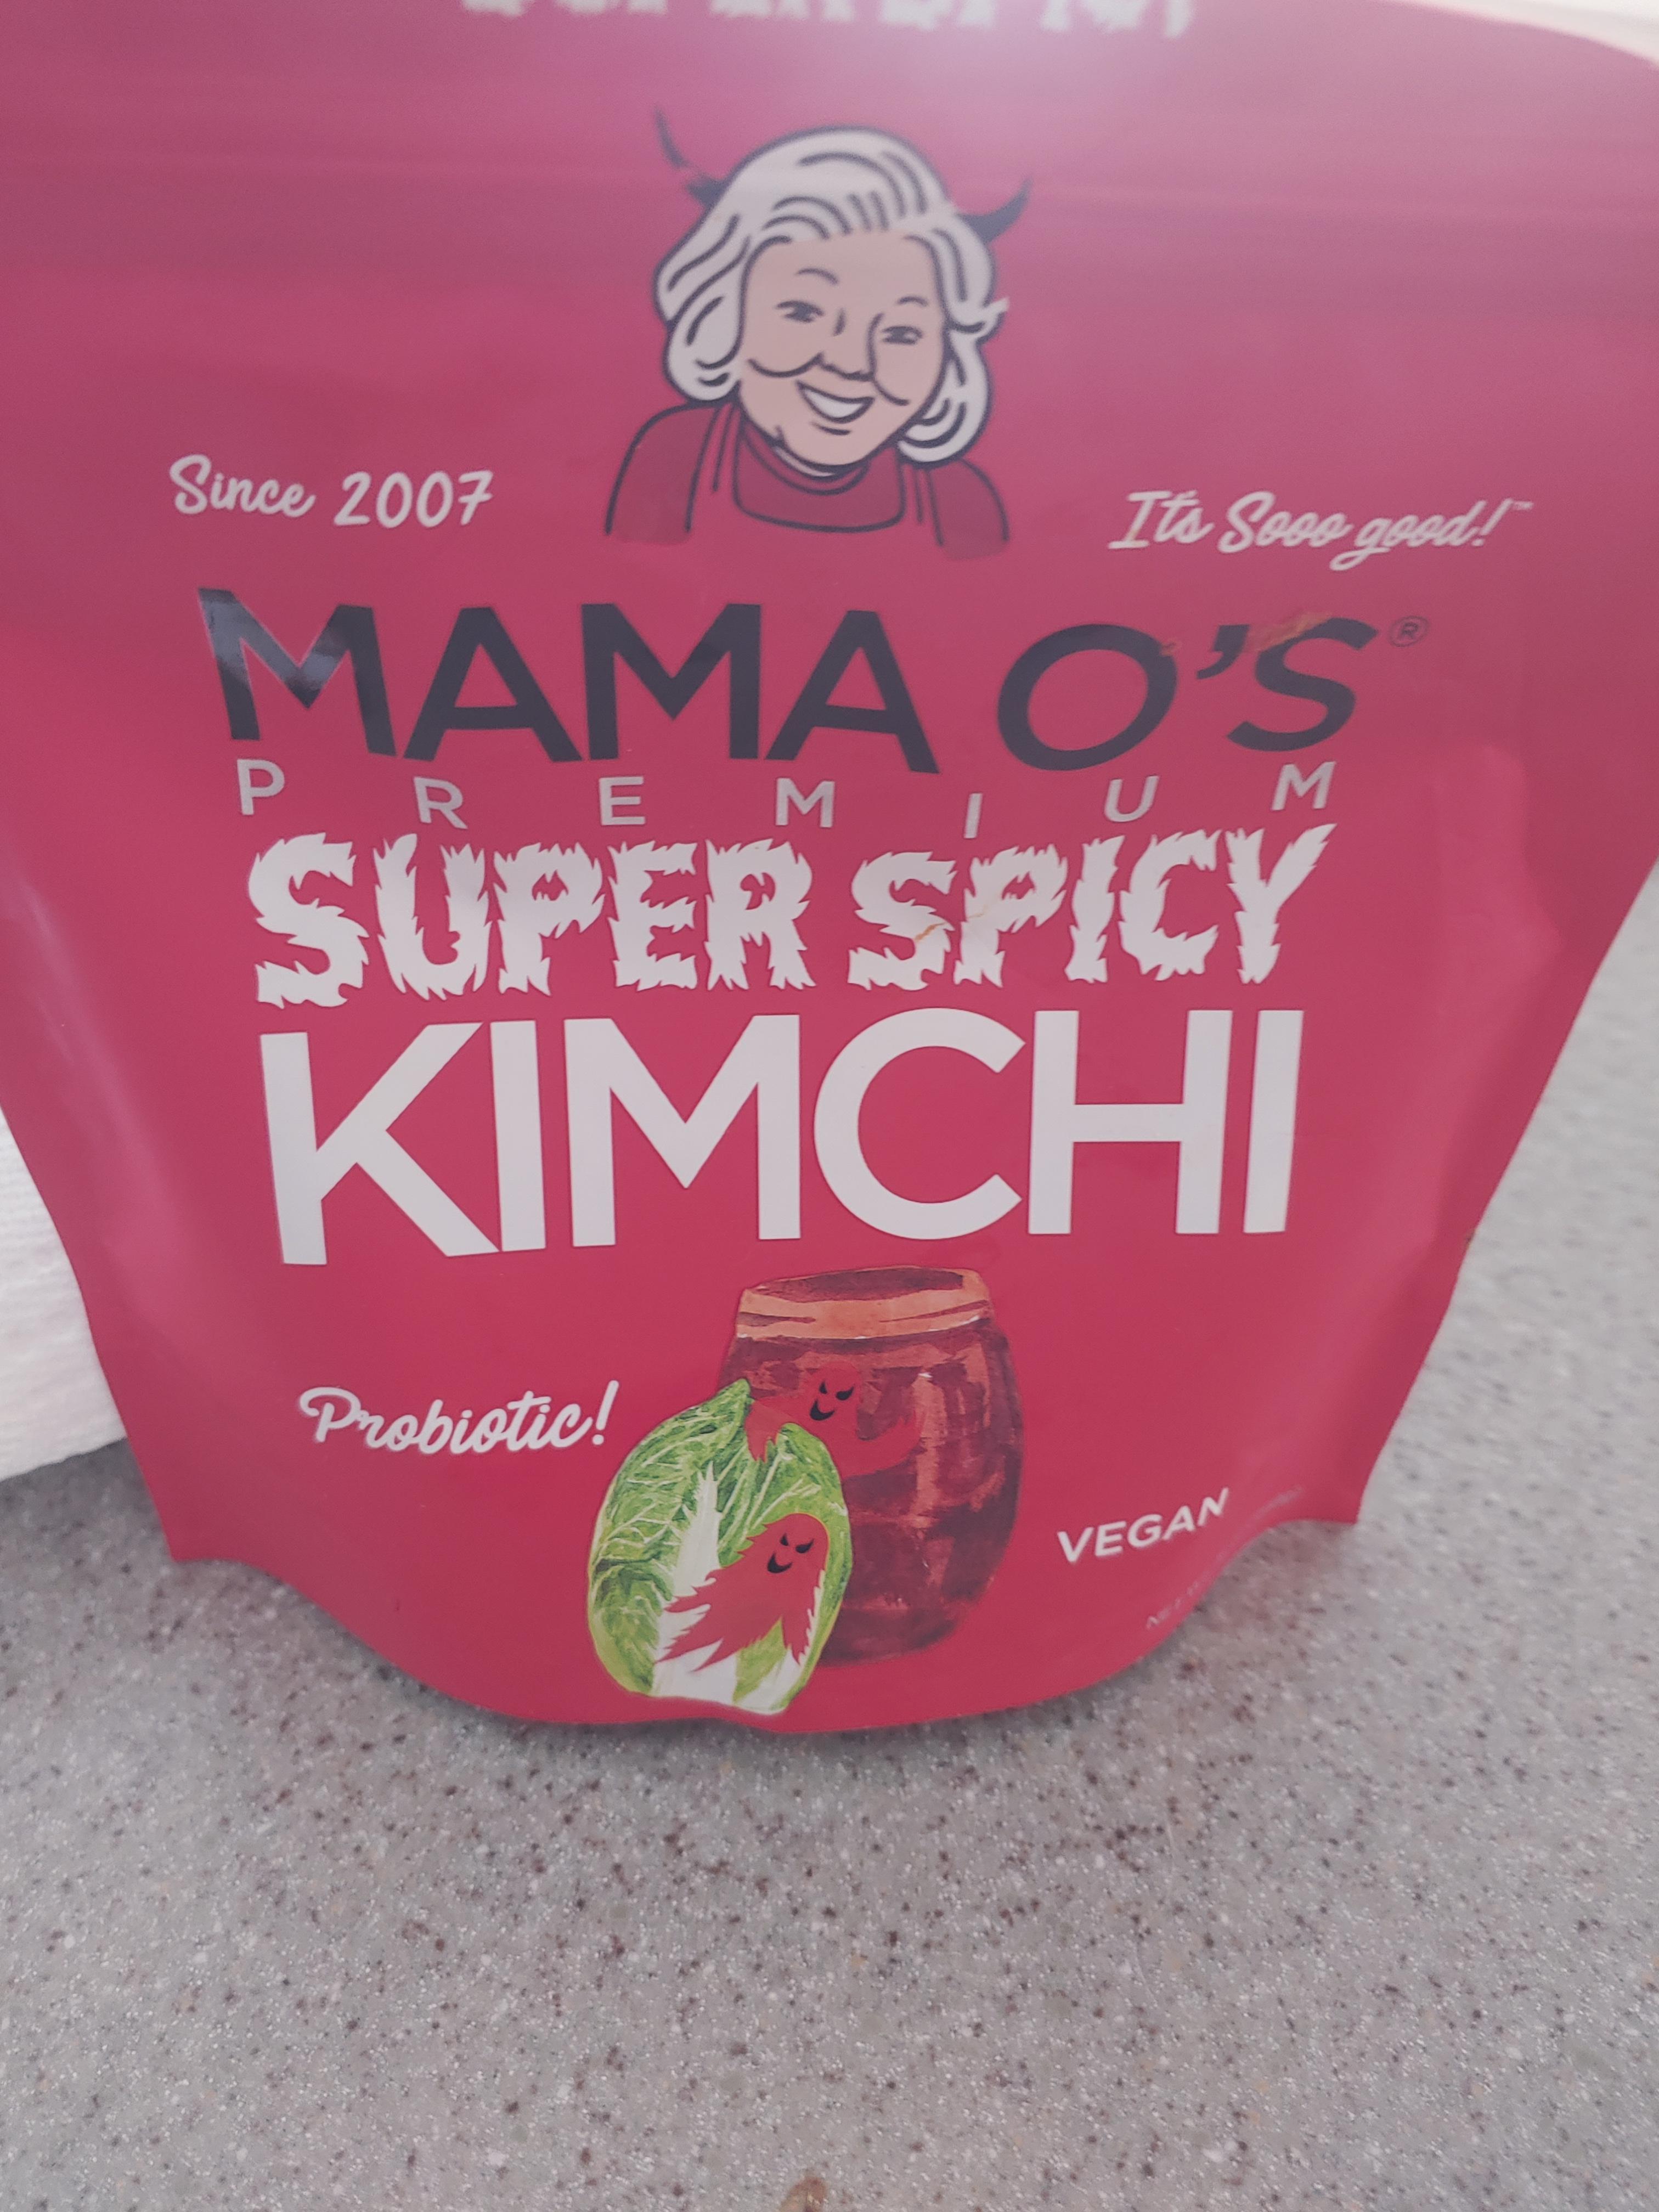 Since 2007
It's Sooo good!™
MAMA O'S®
PREMIUM
SUPER SPICY
KIMCHI
Probiotic!
VEGAN